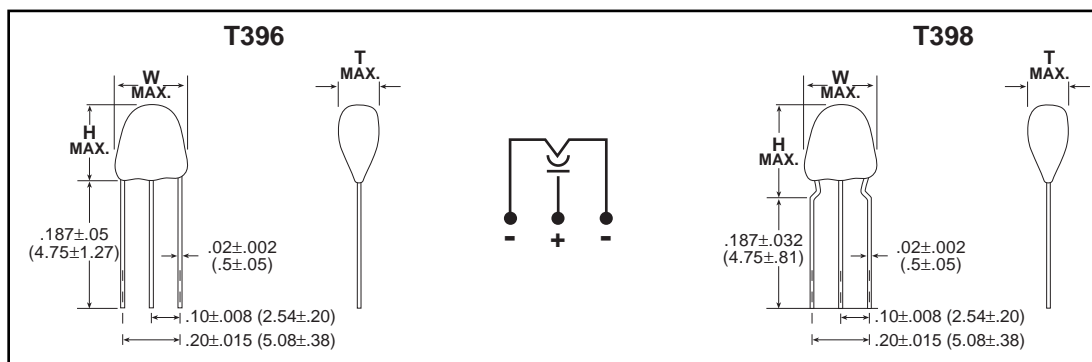 T396
T398
W
MAX.
T
MAX.
H
MAX.
.187±.05
(4.75±1.27)
.02±.002
(.5±.05)
.10±.008 (2.54±.20)
.20±.015 (5.08±.38)
- + -
W
MAX.
T
MAX.
H
MAX.
.187±.032
(4.75±.81)
.02±.002
(.5±.05)
.10±.008 (2.54±.20)
.20±.015 (5.08±.38)